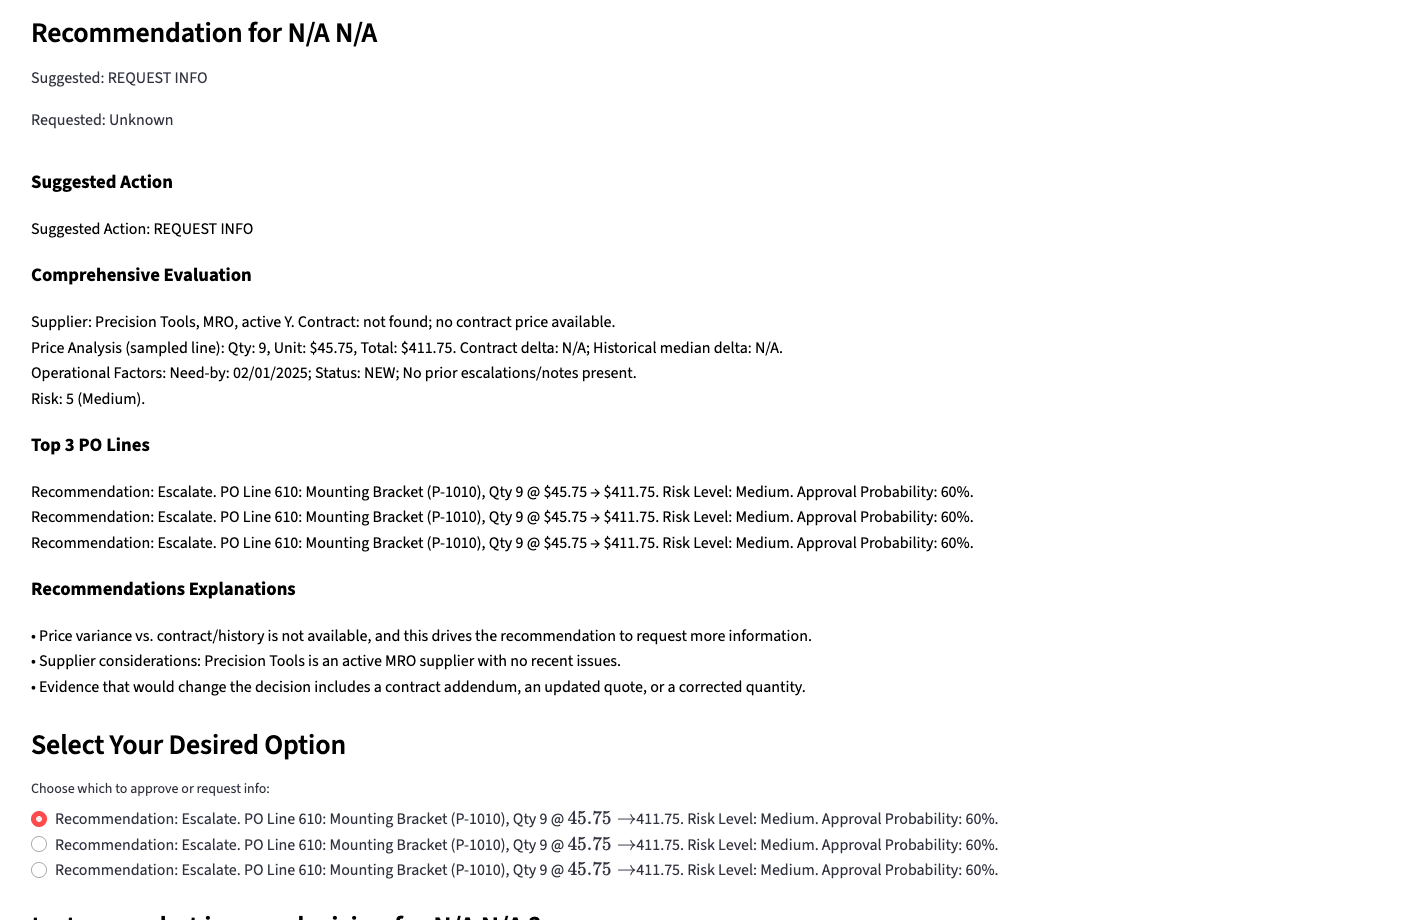 Recommendation for N/A N/A
Suggested: REQUEST INFO
Requested: Unknown
Suggested Action
Suggested Action: REQUEST INFO
Comprehensive Evaluation
Supplier: Precision Tools, MRO, active Y. Contract: not found; no contract price available.
Price Analysis (sampled line): Qty: 9, Unit: $45.75, Total: $411.75. Contract delta: N/A; Historical median delta: N/A.
Operational Factors: Need-by: 02/01/2025; Status: NEW; No prior escalations/notes present.
Risk: 5 (Medium).
Top 3 PO Lines
Recommendation: Escalate. PO Line 610: Mounting Bracket (P-1010), Qty 9 @ $45.75 → $411.75. Risk Level: Medium. Approval Probability: 60%.
Recommendation: Escalate. PO Line 610: Mounting Bracket (P-1010), Qty 9 @ $45.75 → $411.75. Risk Level: Medium. Approval Probability: 60%.
Recommendation: Escalate. PO Line 610: Mounting Bracket (P-1010), Qty 9 @ $45.75 → $411.75. Risk Level: Medium. Approval Probability: 60%.
Recommendations Explanations
• Price variance vs. contract/history is not available, and this drives the recommendation to request more information.
• Supplier considerations: Precision Tools is an active MRO supplier with no recent issues.
• Evidence that would change the decision includes a contract addendum, an updated quote, or a corrected quantity.
Select Your Desired Option
Choose which to approve or request info:
Recommendation: Escalate. PO Line 610: Mounting Bracket (P-1010), Qty 9 @ 45.75 →411.75. Risk Level: Medium. Approval Probability: 60%.
Recommendation: Escalate. PO Line 610: Mounting Bracket (P-1010), Qty 9 @ 45.75 →411.75. Risk Level: Medium. Approval Probability: 60%.
Recommendation: Escalate. PO Line 610: Mounting Bracket (P-1010), Qty 9 @ 45.75 →411.75. Risk Level: Medium. Approval Probability: 60%.